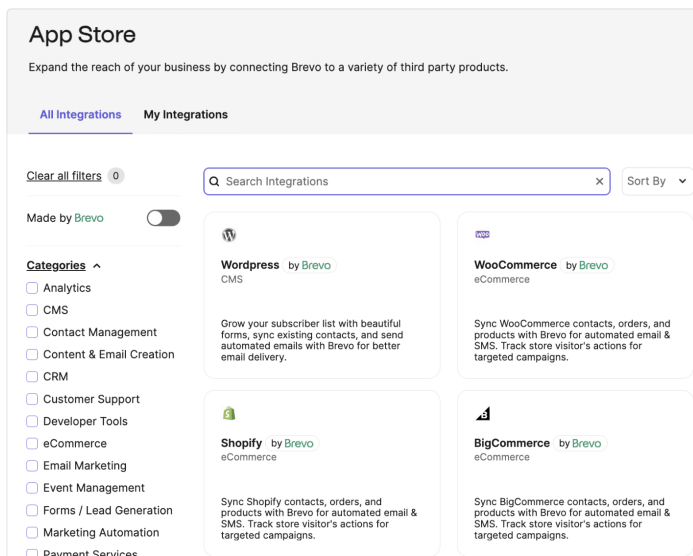 App Store
Expand the reach of your business by connecting Brevo to a variety of third party products.
All Integrations
My Integrations
Clear all filters 0
Search Integrations
Sort By
Made by Brevo
Categories
Analytics
CMS
Contact Management
Content & Email Creation
CRM
Customer Support
Developer Tools
eCommerce
Email Marketing
Event Management
Forms / Lead Generation
Marketing Automation
Payment Services
Wordpress by Brevo
CMS
Grow your subscriber list with beautiful
forms, sync existing contacts, and send
automated emails with Brevo for better
email delivery.
Woo
WooCommerce by Brevo
eCommerce
Sync WooCommerce contacts, orders, and
products with Brevo for automated email &
SMS. Track store visitor's actions for
targeted campaigns.
Shopify by Brevo
eCommerce
Sync Shopify contacts, orders, and
products with Brevo for automated email &
SMS. Track store visitor's actions for
targeted campaigns.
BigCommerce by Brevo
eCommerce
Sync BigCommerce contacts, orders, and
products with Brevo for automated email &
SMS. Track store visitor's actions for
targeted campaigns.